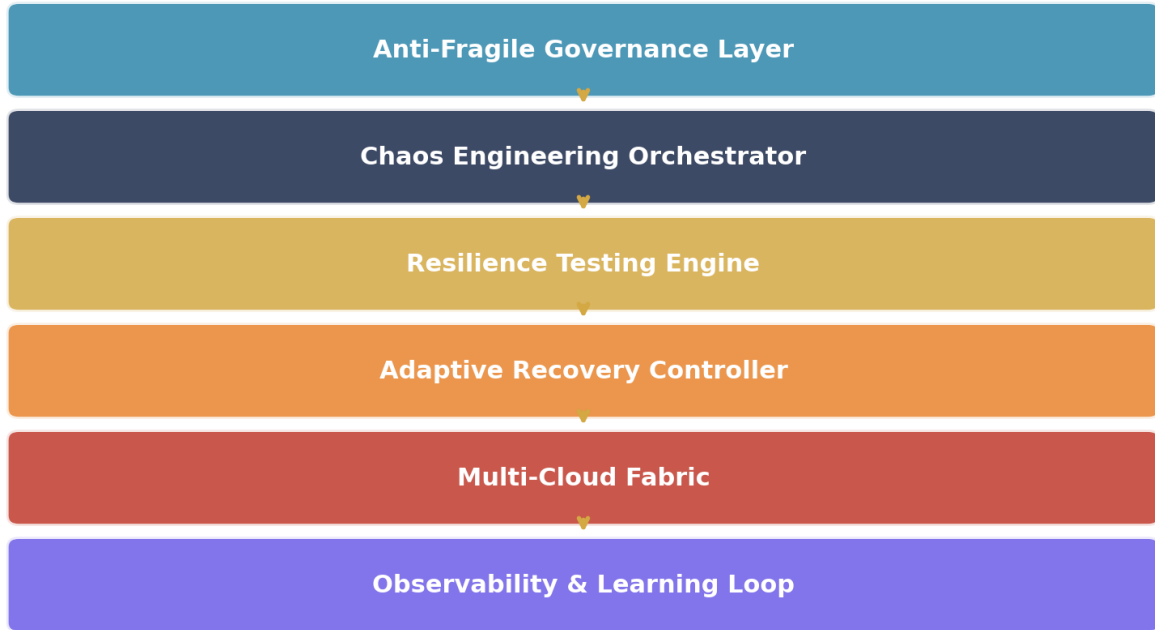 Anti-Fragile Governance Layer
Chaos Engineering Orchestrator
Resilience Testing Engine
Adaptive Recovery Controller
Multi-Cloud Fabric
Observability & Learning Loop